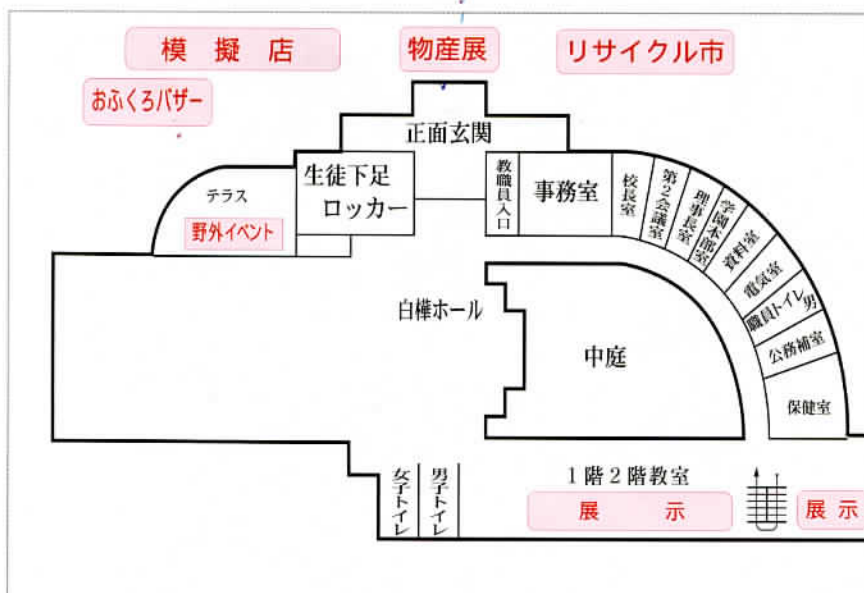 模擬店
物産展
リサイクル市
おふくろバザー
正面玄関
生徒下足
ロッカー
教職員入口
事務室
校長室
第2会議室
理事長室
学園本部室
資料室
電気室
職員トイレ男
公務補室
保健室
テラス
野外イベント
白樺ホール
中庭
女子トイレ
男子トイレ
1階2階教室
展示
展示